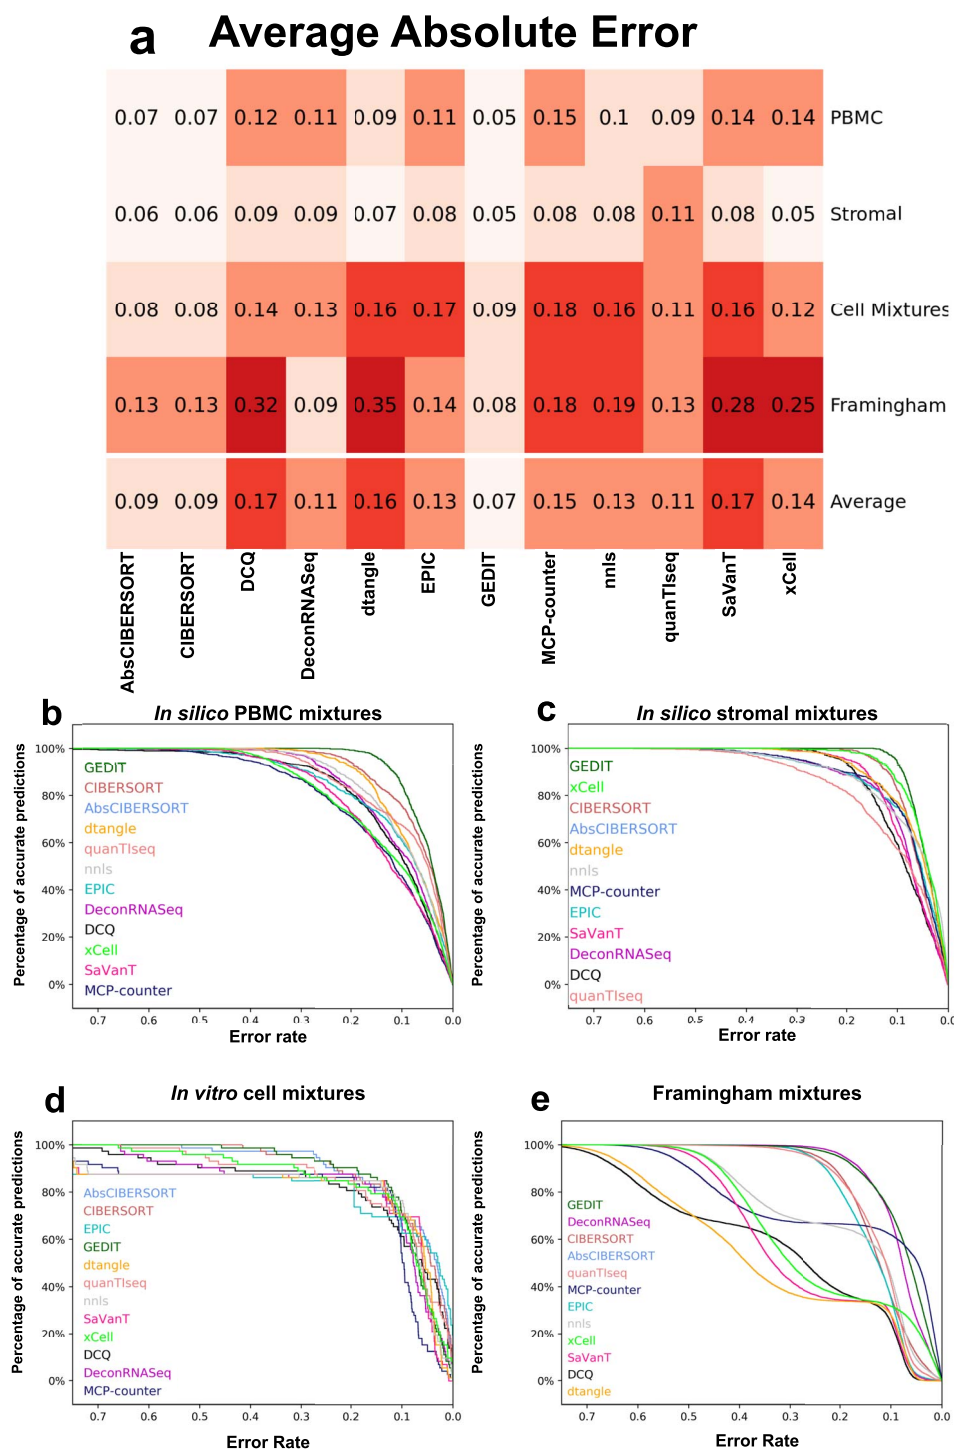 a Average Absolute Error
0.07 0.07 0.12 0.11 0.09 0.11 0.05 0.15 0.1 0.09 0.14 0.14 PBMC
0.06 0.06 0.09 0.09 0.07 0.08 0.05 0.08 0.08 0.11 0.08 0.05 Stromal
0.08 0.08 0.14 0.13 0.16 0.17 0.09 0.18 0.16 0.11 0.16 0.12 Cell Mixtures
0.13 0.13 0.32 0.09 0.35 0.14 0.08 0.18 0.19 0.13 0.28 0.25 Framingham
0.09 0.09 0.17 0.11 0.16 0.13 0.07 0.15 0.13 0.11 0.17 0.14 Average
AbsCIBERSORT
CIBERSORT
DCQ
DeconRNASeq
dtangle
EPIC
GEDIT
MCP-counter
nnls
quanTIseq
SaVanT
xCell
b In silico PBMC mixtures
Percentage of accurate predictions
100%
80%
60%
40%
20%
0%
GEDIT
CIBERSORT
AbsCIBERSORT
dtangle
quanTIseq
nnls
EPIC
DeconRNASeq
DCQ
xCell
SaVanT
MCP-counter
0.7 0.6 0.5 0.4 0.3 0.2 0.1 0.0
Error rate
c In silico stromal mixtures
Percentage of accurate predictions
100%
80%
60%
40%
20%
0%
GEDIT
xCell
CIBERSORT
AbsCIBERSORT
dtangle
nnls
MCP-counter
EPIC
SaVanT
DeconRNASeq
DCQ
quanTIseq
0.7 0.6 0.5 0.4 0.3 0.2 0.1 0.0
Error rate
d In vitro cell mixtures
Percentage of accurate predictions
100%
80%
60%
40%
20%
0%
AbsCIBERSORT
CIBERSORT
EPIC
GEDIT
dtangle
quanTIseq
nnls
SaVanT
xCell
DCQ
DeconRNASeq
MCP-counter
0.7 0.6 0.5 0.4 0.3 0.2 0.1 0.0
Error Rate
e Framingham mixtures
Percentage of accurate predictions
100%
80%
60%
40%
20%
0%
GEDIT
DeconRNASeq
CIBERSORT
AbsCIBERSORT
quanTIseq
MCP-counter
EPIC
nnls
xCell
SaVanT
DCQ
dtangle
0.7 0.6 0.5 0.4 0.3 0.2 0.1 0.0
Error Rate